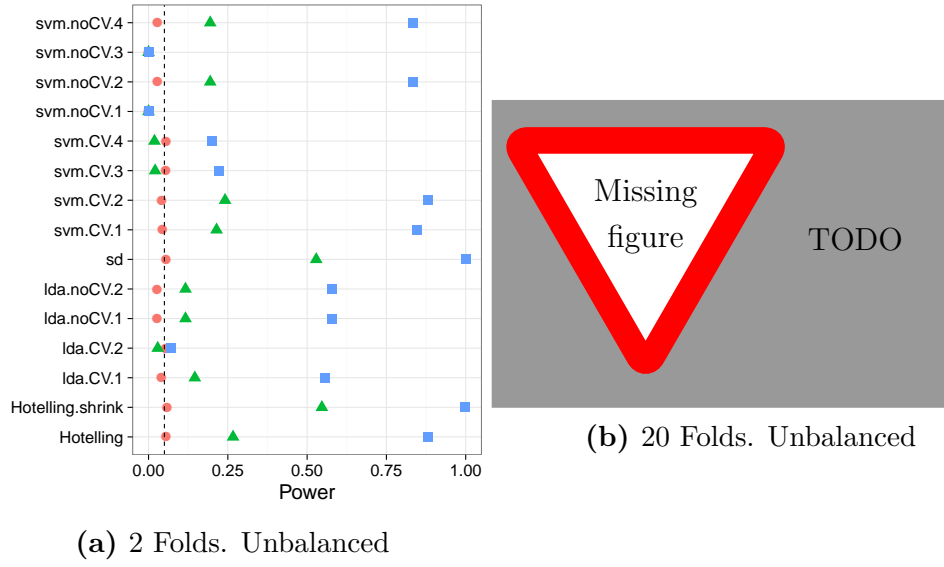 svm.noCV.4
svm.noCV.3
svm.noCV.2
svm.noCV.1
svm.CV.4
svm.CV.3
svm.CV.2
svm.CV.1
sd
lda.noCV.2
lda.noCV.1
lda.CV.2
lda.CV.1
Hotelling.shrink
Hotelling
0.00 0.25 0.50 0.75 1.00
Power
(a) 2 Folds. Unbalanced
Missing
figure
TODO
(b) 20 Folds. Unbalanced